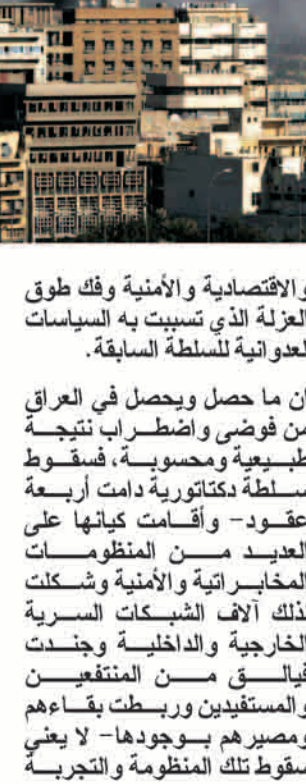 والاقتصادية والأمنية وفك طوق
العزلة الذي تسببت به السياسات
العدوانية للسلطة السابقة.
ان ما حصل ويحصل في العراق
من فوضى واضطراب نتيجة
طبيعية ومحسوبة، فسقوط
سلطة دكتاتورية دامت أربعة
عقود- وأقامت كيانها على
العديد من المنظومات
المخابراتية والأمنية وشكلت
لذلك آلاف الشبكات السرية
الخارجية والداخلية وجندت
فيالق من المنتفعين
والمستفيدين وربطت بقاءهم
ومصيرهم بوجودها- لا يعني
سقوط تلك المنظومة والتجربة